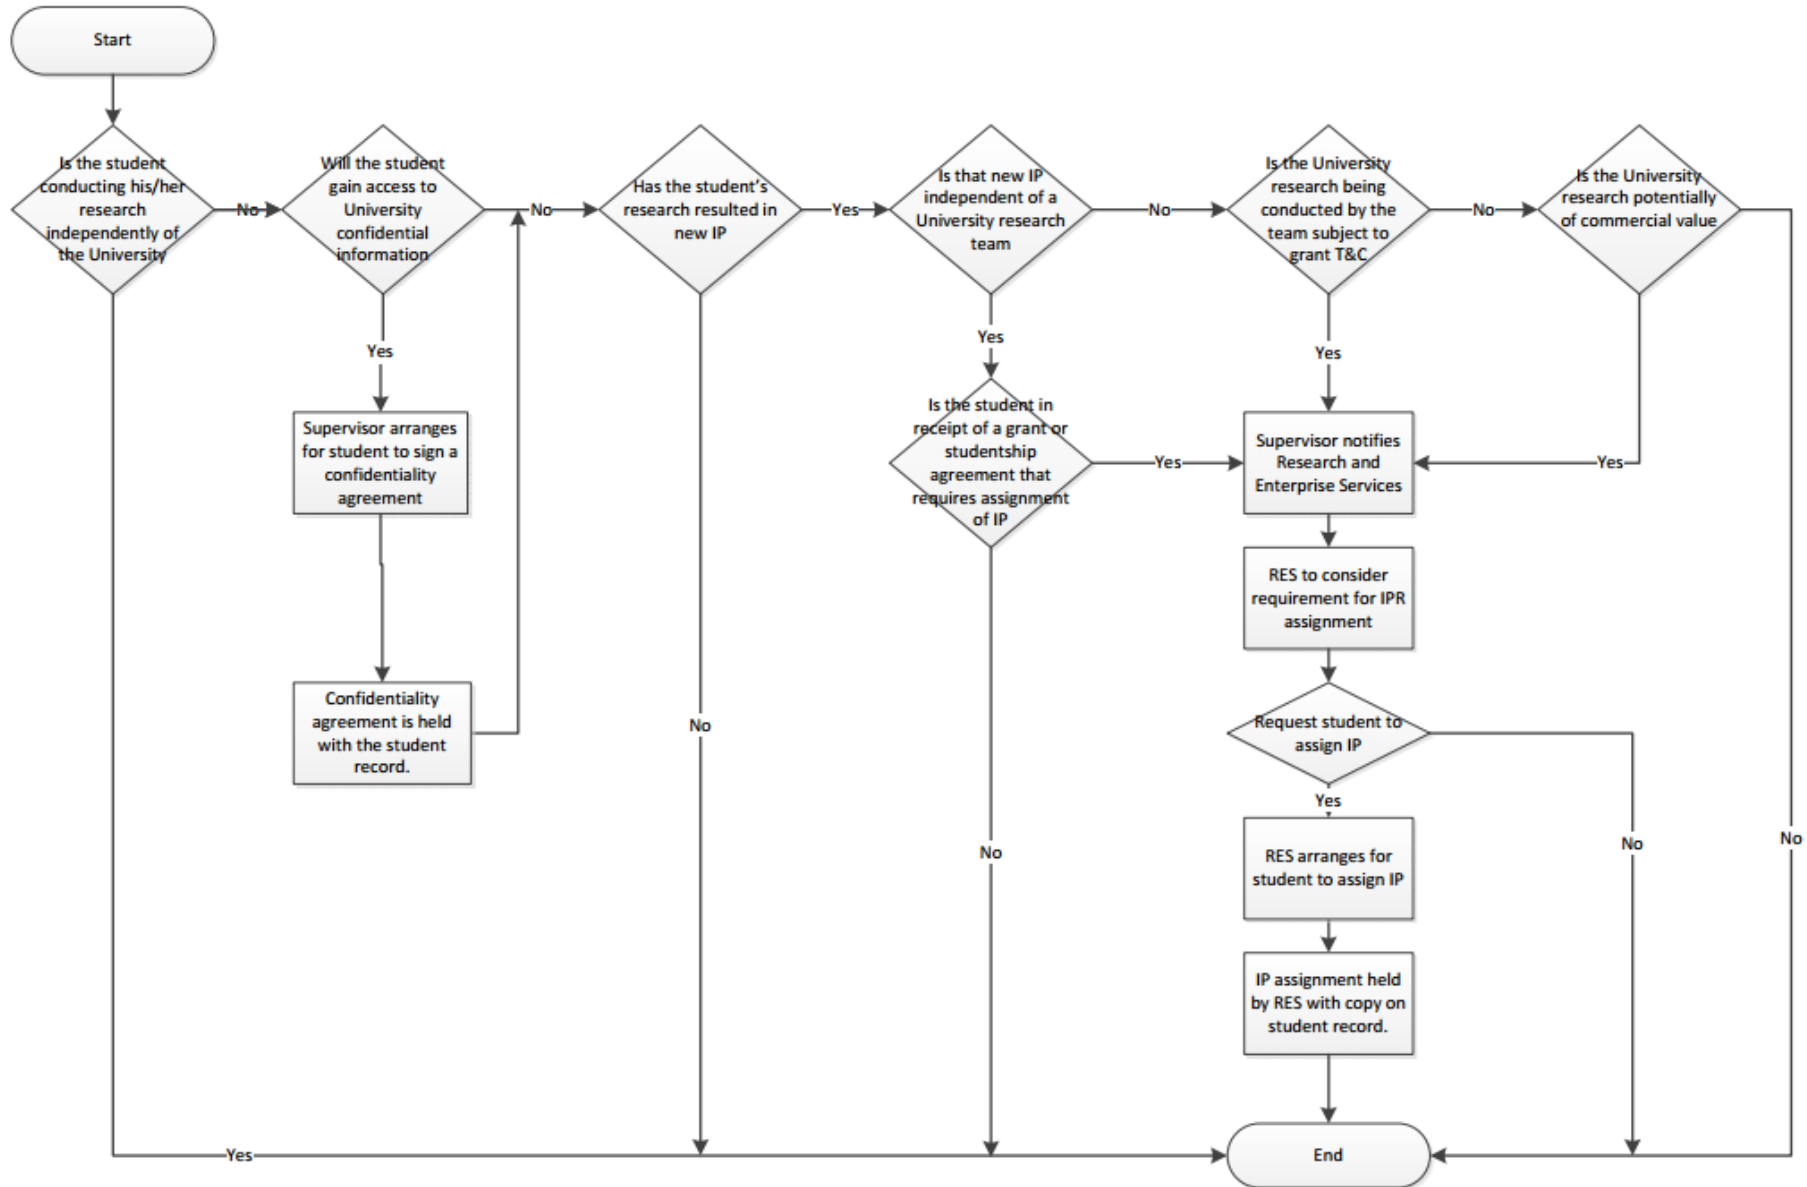 Start
Is the student
conducting his/her
research
independently of
the University
No
Will the student
gain access to
University
confidential
information
No
Has the student's
research resulted in
new IP
Yes
Is that new IP
independent of a
University research
team
No
Is the University
research being
conducted by the
team subject to
grant T&C
No
Is the University
research potentially
of commercial value
Yes
Supervisor arranges
for student to sign a
confidentiality
agreement
Confidentiality
agreement is held
with the student
record.
No
Yes
Is the student in
receipt of a grant or
studentship
agreement that
requires assignment
of IP
Yes
No
Yes
Supervisor notifies
Research and
Enterprise Services
Yes
RES to consider
requirement for IPR
assignment
Request student to
assign IP
Yes
No
No
RES arranges for
student to assign IP
IP assignment held
by RES with copy on
student record.
Yes
End